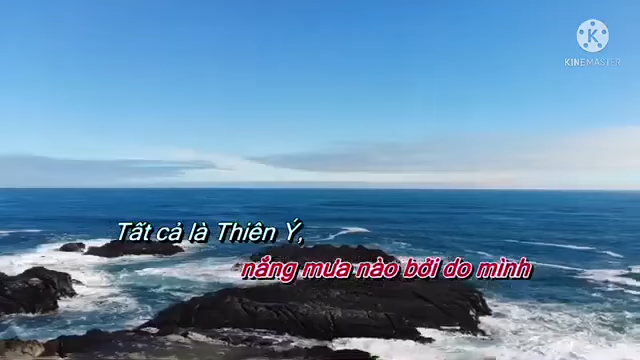 KINEMASTER
Tất cả là Thiên Ý,
nắng mưa nào bởi do mình